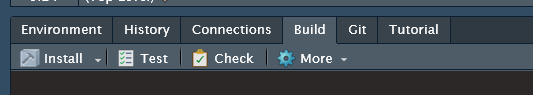 Environment History Connections Build Git Tutorial
Install Test Check More